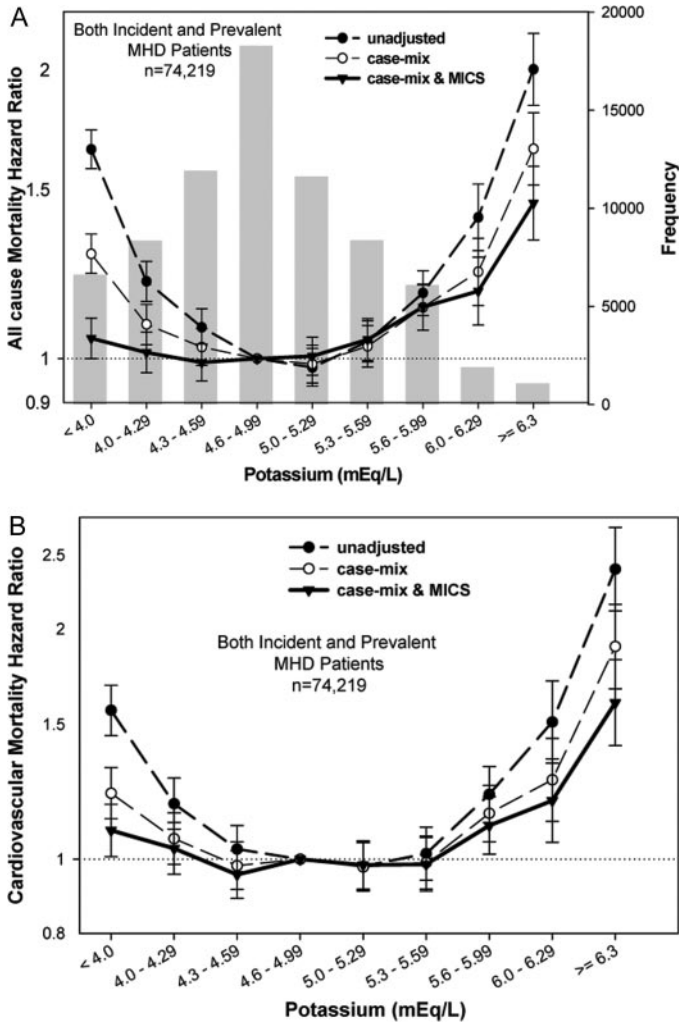 A
Both Incident and Prevalent
MHD Patients
n=74,219
unadjusted
case-mix
case-mix & MICS
All cause Mortality Hazard Ratio
2
1.5
1
0.9
20000
15000
10000
5000
0
Frequency
< 4.0
4.0 - 4.29
4.3 - 4.59
4.6 - 4.99
5.0 - 5.29
5.3 - 5.59
5.6 - 5.99
6.0 - 6.29
>= 6.3
Potassium (mEq/L)
B
unadjusted
case-mix
case-mix & MICS
Both Incident and Prevalent
MHD Patients
n=74,219
Cardiovascular Mortality Hazard Ratio
2.5
2
1.5
1
0.8
< 4.0
4.0 - 4.29
4.3 - 4.59
4.6 - 4.99
5.0 - 5.29
5.3 - 5.59
5.6 - 5.99
6.0 - 6.29
>= 6.3
Potassium (mEq/L)